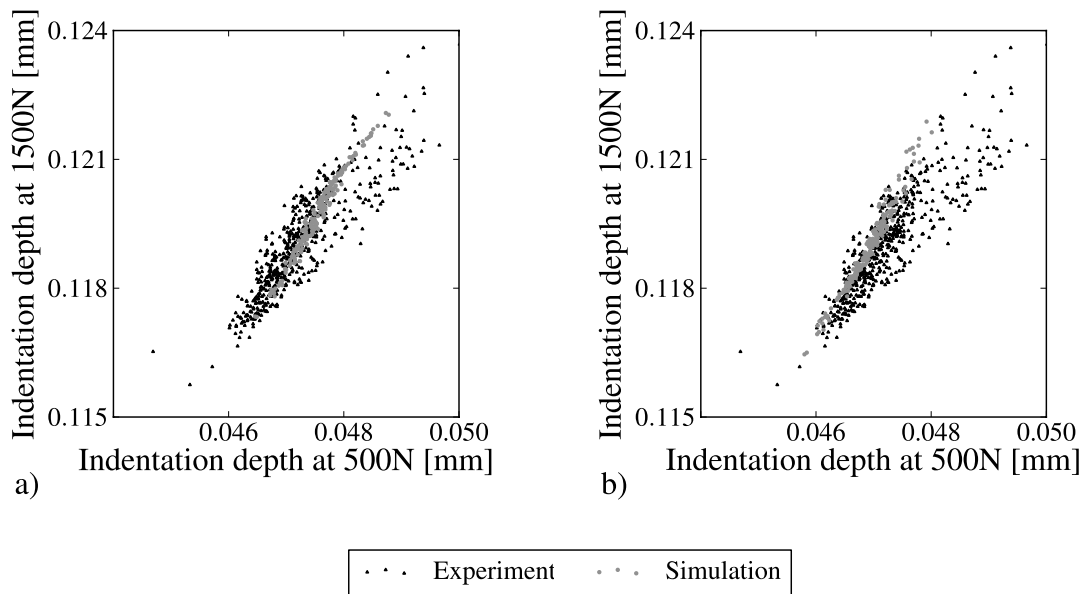 0.124
0.121
0.118
0.115
0.046 0.048 0.050
Indentation depth at 1500N [mm]
Indentation depth at 500N [mm]
a)
0.124
0.121
0.118
0.115
0.046 0.048 0.050
Indentation depth at 1500N [mm]
Indentation depth at 500N [mm]
b)
Experiment Simulation